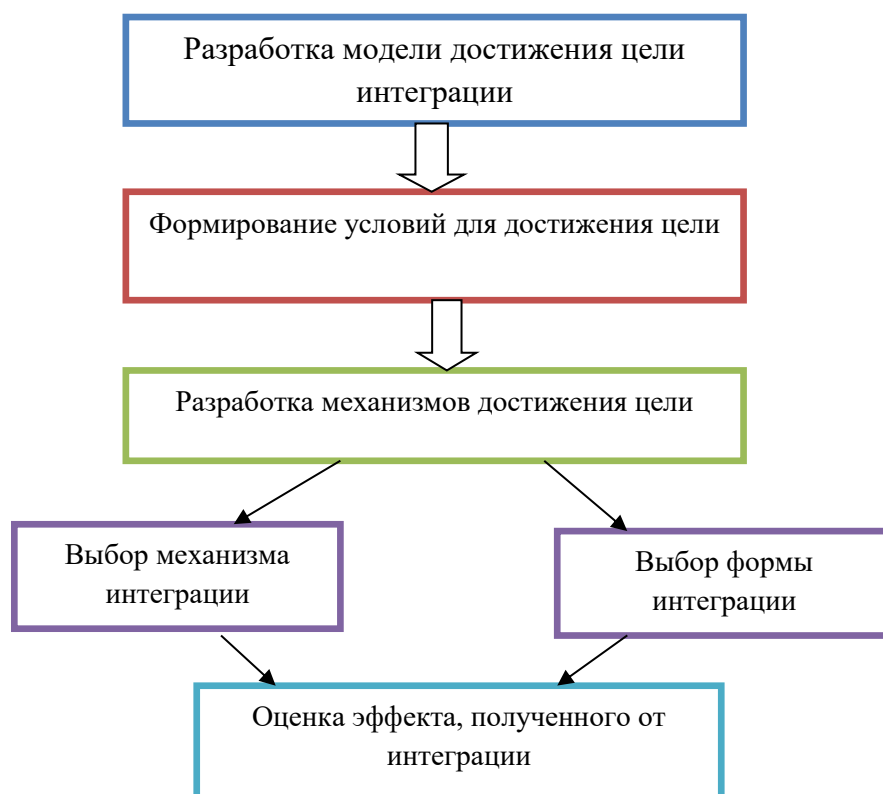 Разработка модели достижения цели
интеграции
Формирование условий для достижения цели
Разработка механизмов достижения цели
Выбор механизма
интеграции
Выбор формы
интеграции
Оценка эффекта, полученного от
интеграции